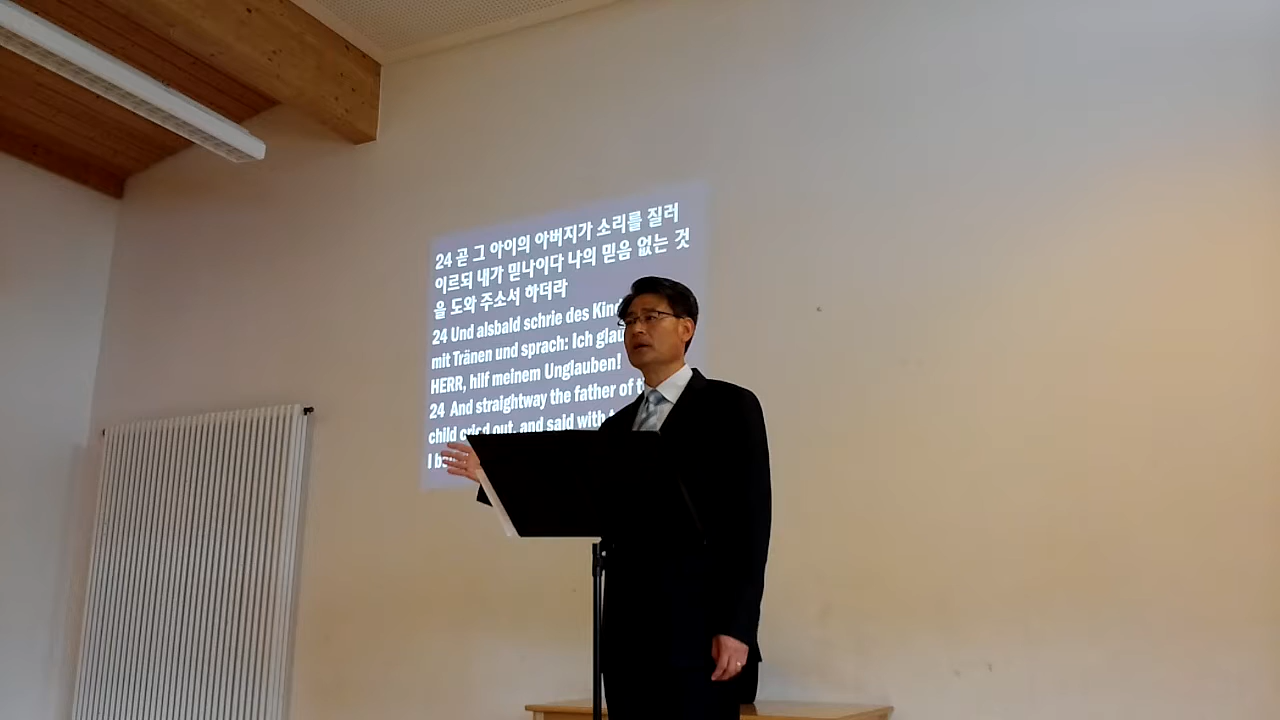 24 곧 그 아이의 아버지가 소리를 질러
이르되 내가 믿나이다 나의 믿음 없는 것
을 도와 주소서 하더라
24 Und alsbald schrie des
mit Tränen und sprach: Ich
HERR, hilf meinem Unglauben!
24 And straightway the father of
child cried out, and said with
I